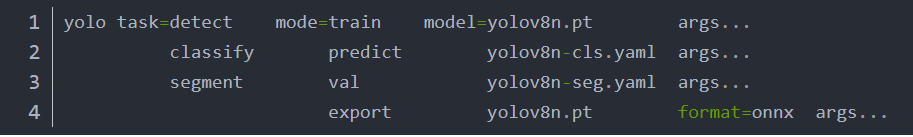 1 yolo task=detect    mode=train    model=yolov8n.pt        args...
2           classify       predict        yolov8n-cls.yaml  args...
3           segment        val            yolov8n-seg.yaml  args...
4                          export         yolov8n.pt        format=onnx  args...